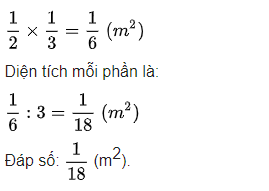 1/2 × 1/3 = 1/6 (m²)
Diện tích mỗi phần là:
1/6 : 3 = 1/18 (m²)
Đáp số: 1/18 (m²).